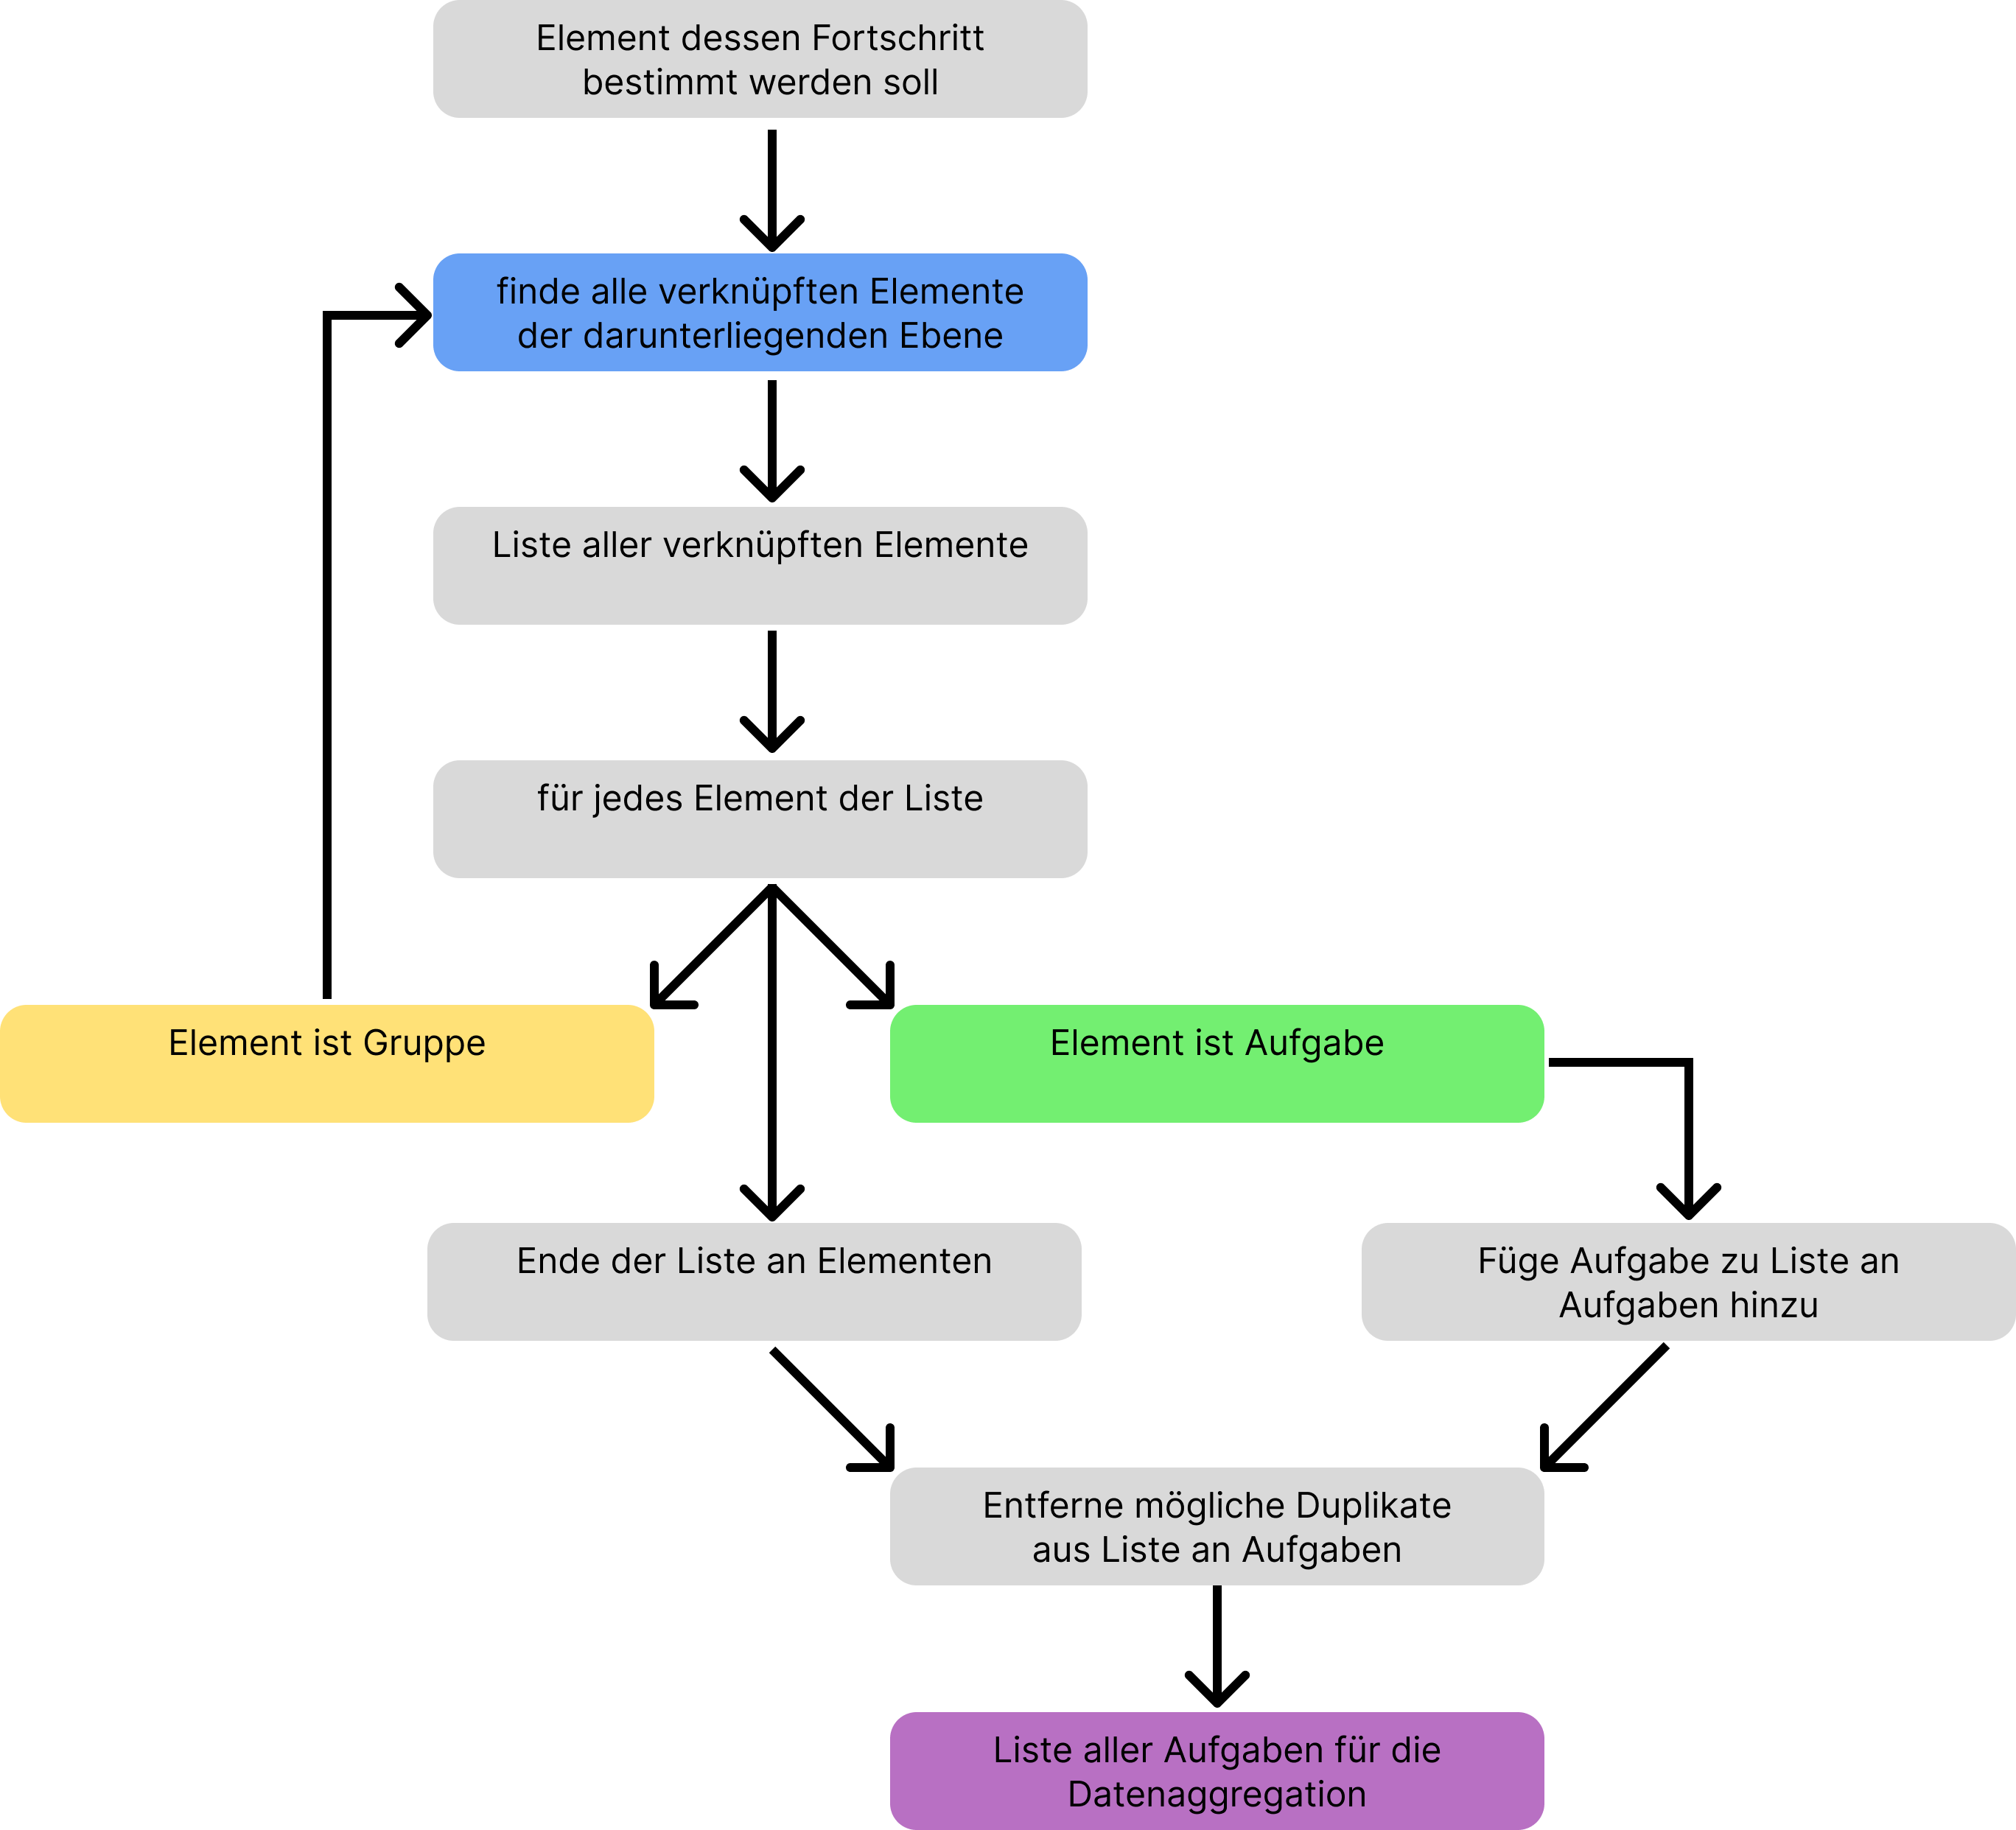 Element dessen Fortschritt
bestimmt werden soll
finde alle verknüpften Elemente
der darunterliegenden Ebene
Liste aller verknüpften Elemente
für jedes Element der Liste
Element ist Gruppe
Element ist Aufgabe
Ende der Liste an Elementen
Füge Aufgabe zu Liste an
Aufgaben hinzu
Entferne mögliche Duplikate
aus Liste an Aufgaben
Liste aller Aufgaben für die
Datenaggregation